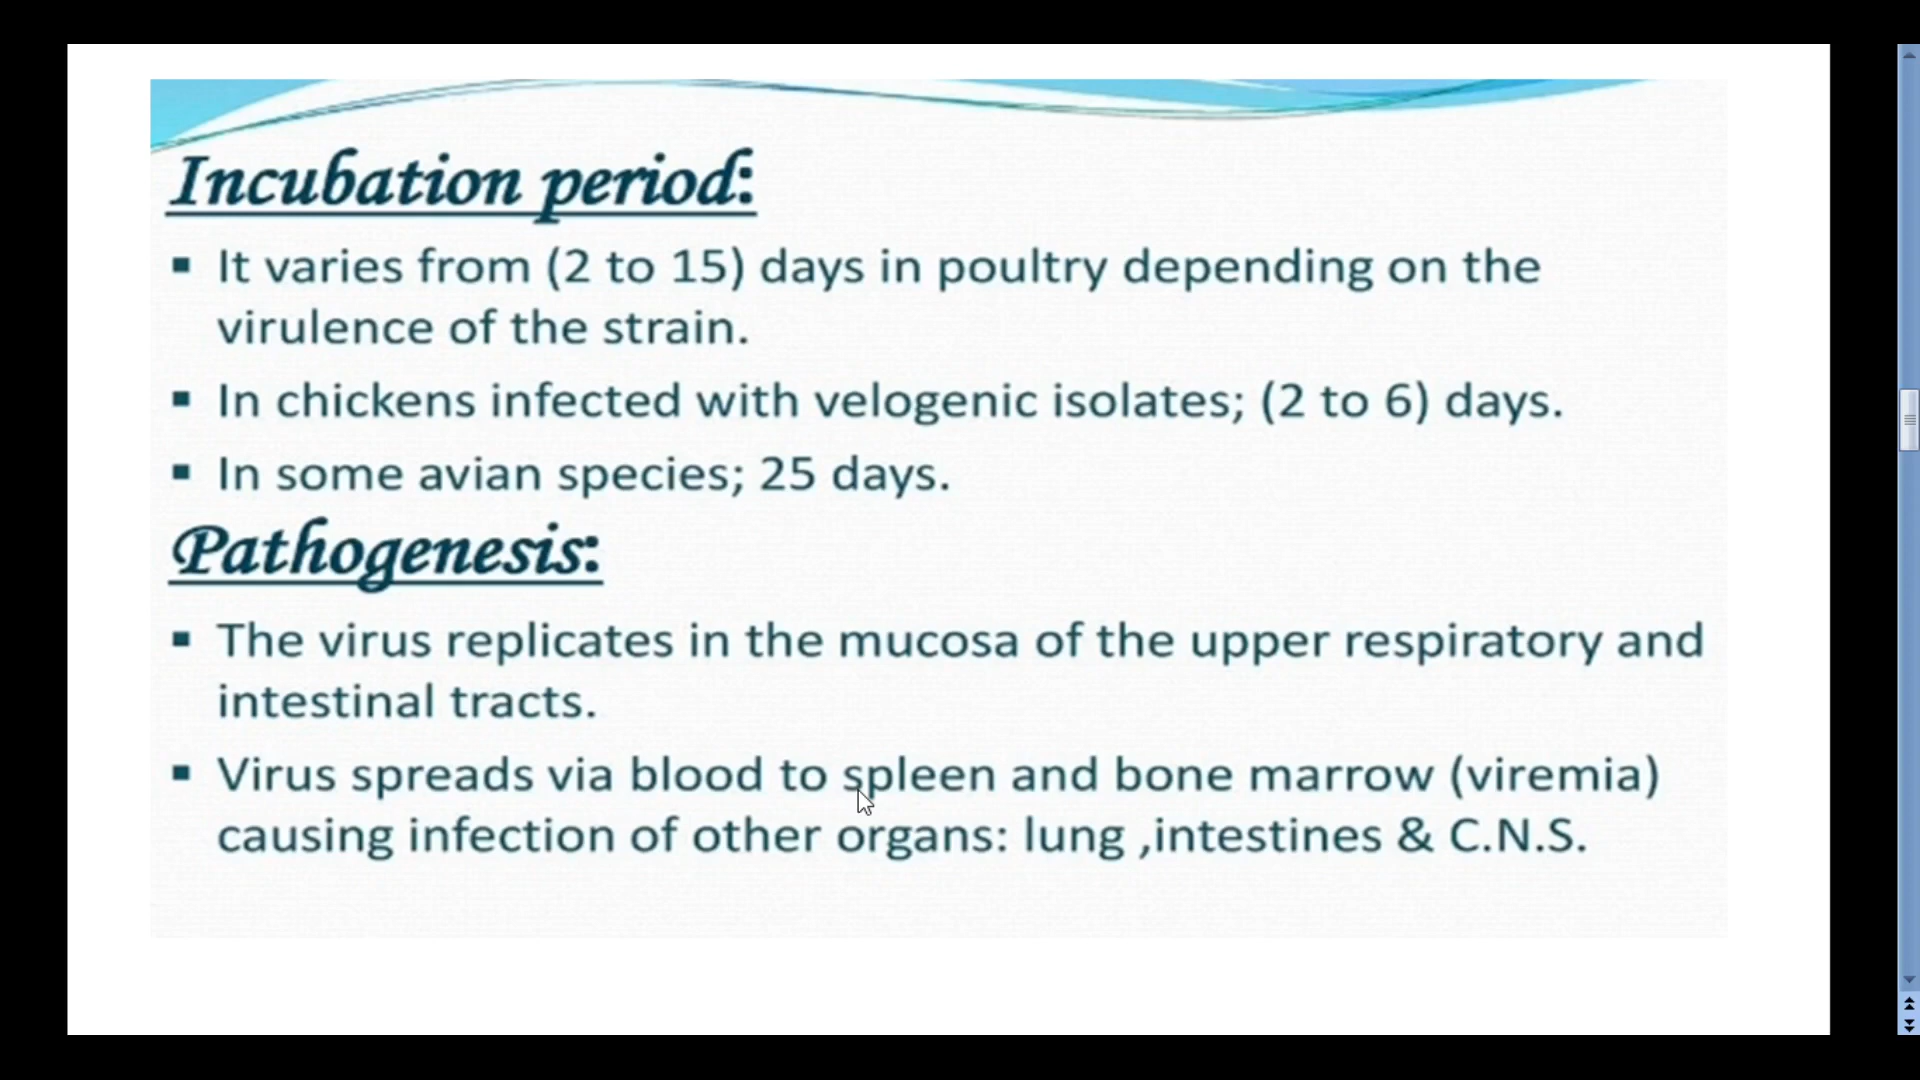 Incubation period:
▪ It varies from (2 to 15) days in poultry depending on the
virulence of the strain.
▪ In chickens infected with velogenic isolates; (2 to 6) days.
▪ In some avian species; 25 days.
Pathogenesis:
▪ The virus replicates in the mucosa of the upper respiratory and
intestinal tracts.
▪ Virus spreads via blood to spleen and bone marrow (viremia)
causing infection of other organs: lung ,intestines & C.N.S.